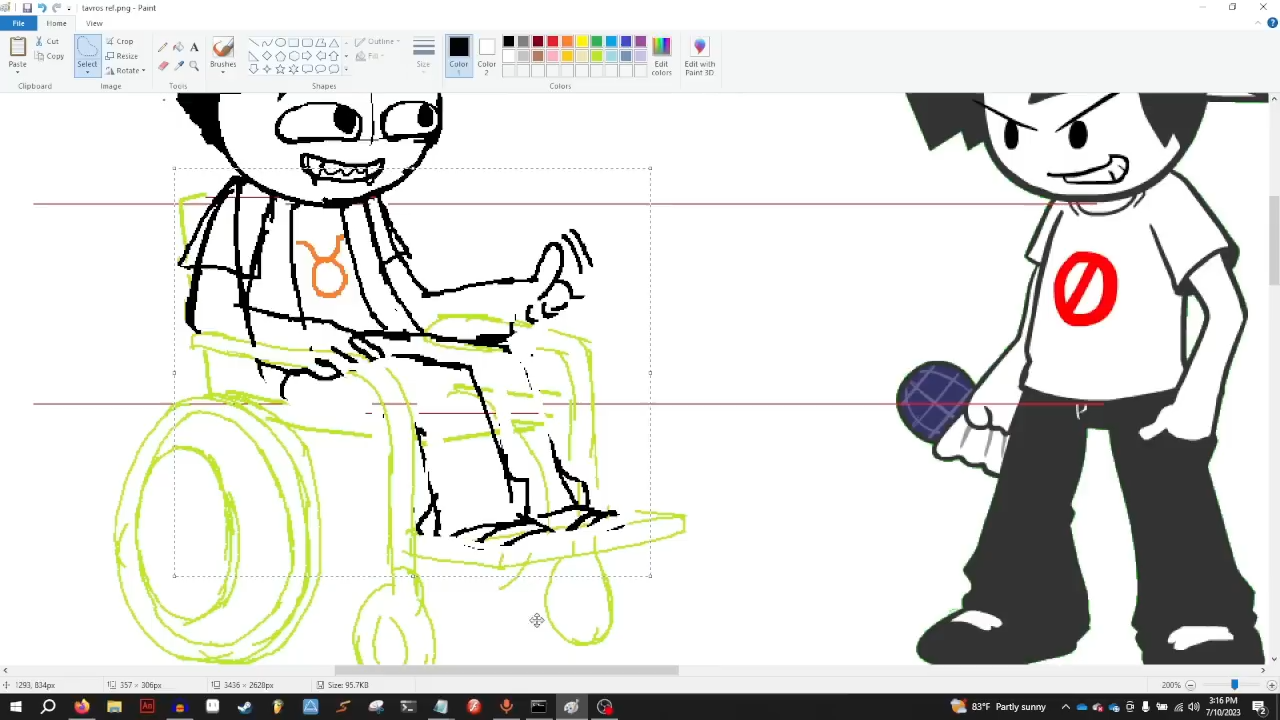 tavros ref.png - Paint
File Home View
Paste Cut Copy
Clipboard
Select Crop Resize Rotate
Image
Tools
Brushes
Outline Fill
Shapes
Size
Color 1
Color 2
Edit colors
Colors
Edit with Paint 3D
1293, 834px
357 × 306px
3436 × 2628px
Size: 95.7KB
200%
83°F Partly sunny
3:16 PM
7/10/2023